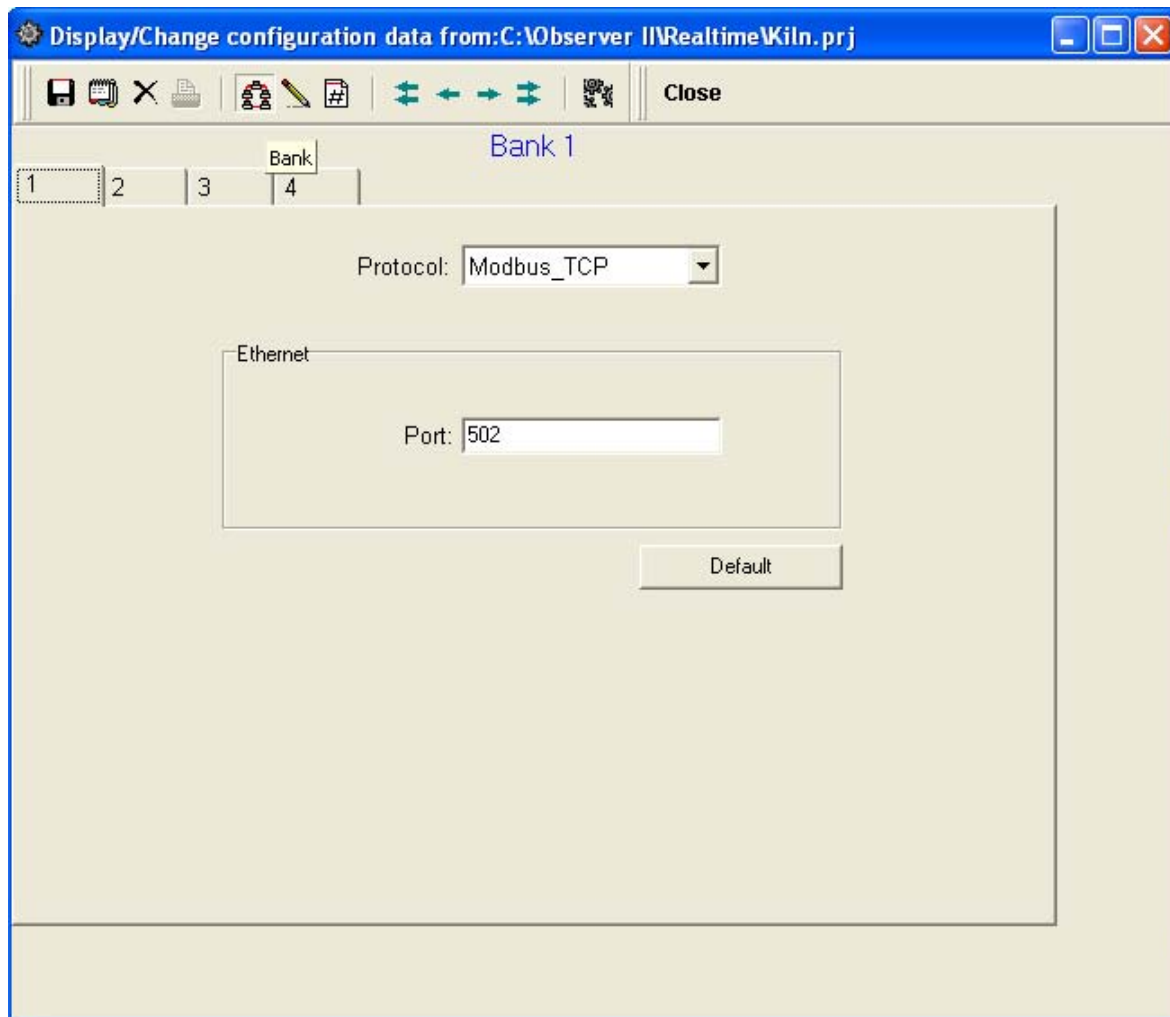 Display/Change configuration data from:C:\Observer II\Realtime\Kiln.prj
# Close
Bank 1
Bank
1 2 3 4
Protocol: Modbus_TCP
Ethernet
Port: 502
Default